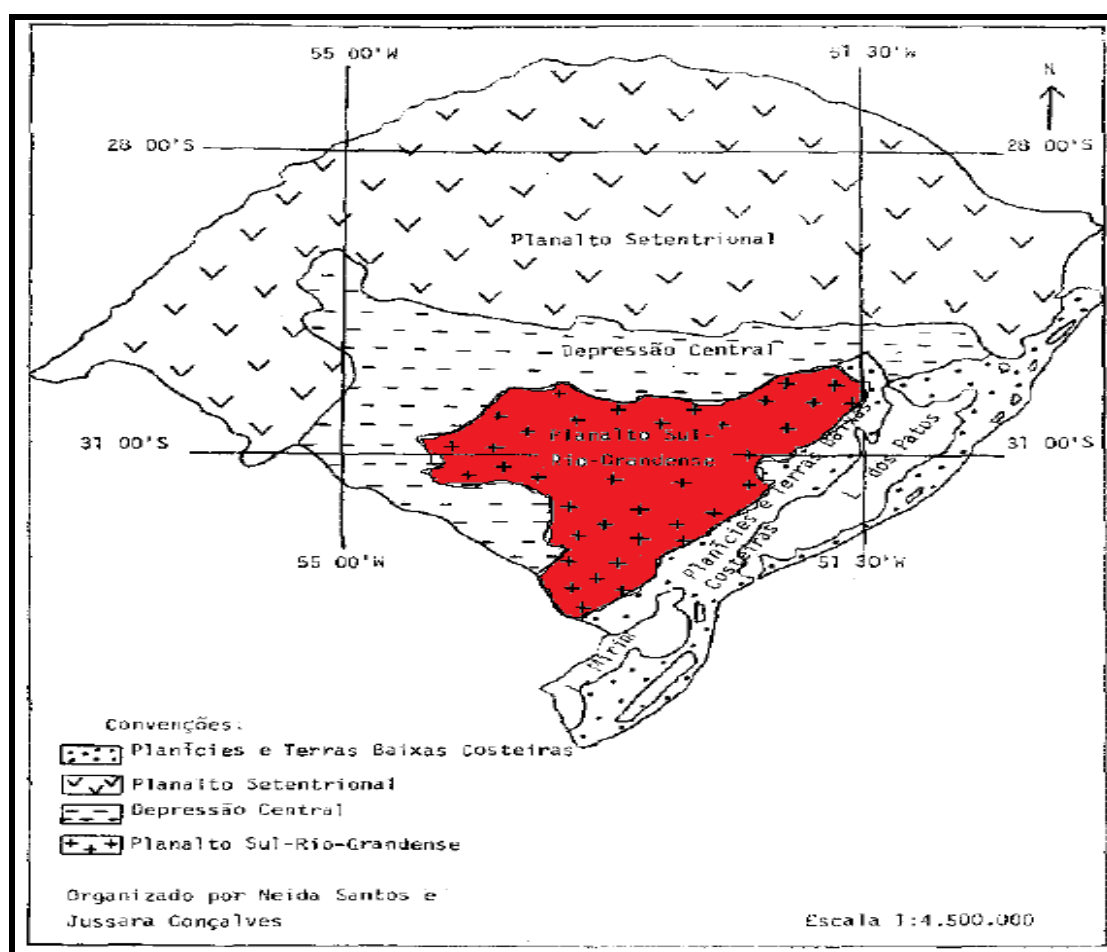 55 00'W
51 30'W
N
28 00'S
28 00'S
Planalto Setentrional
Depressão Central
Planalto Sul-
Rio-Grandense
31 00'S
31 00'S
Planícies e Terras Baixas
Costeiras
L dos Patos
55 00'W
51 30'W
Mirim
Convenções:
Planícies e Terras Baixas Costeiras
Planalto Setentrional
Depressão Central
Planalto Sul-Rio-Grandense
Organizado por Neida Santos e
Jussara Gonçalves
Escala 1:4.500.000